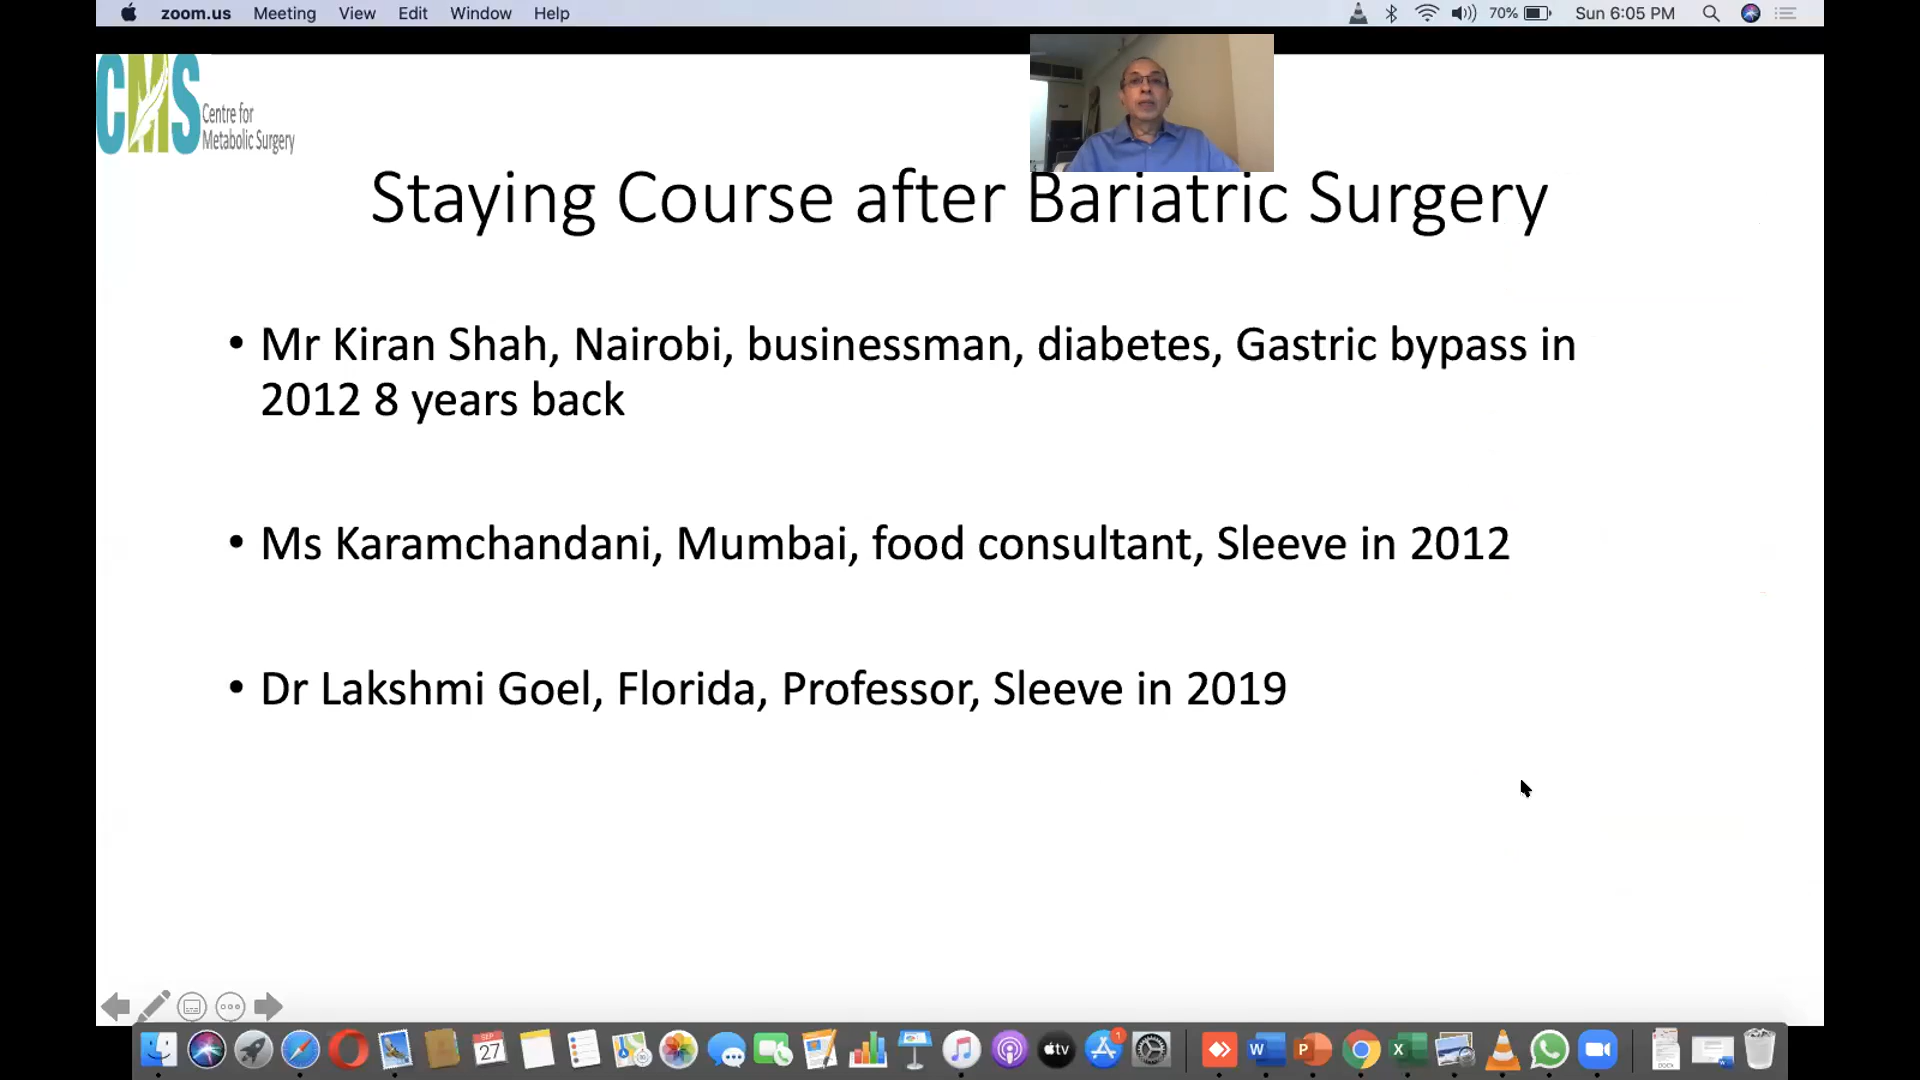 zoom.us Meeting View Edit Window Help 70% Sun 6:05 PM
CMS
Centre for
Metabolic Surgery
Staying Course after Bariatric Surgery
• Mr Kiran Shah, Nairobi, businessman, diabetes, Gastric bypass in
2012 8 years back
• Ms Karamchandani, Mumbai, food consultant, Sleeve in 2012
• Dr Lakshmi Goel, Florida, Professor, Sleeve in 2019
SEP
27
tv
1
W
P
X